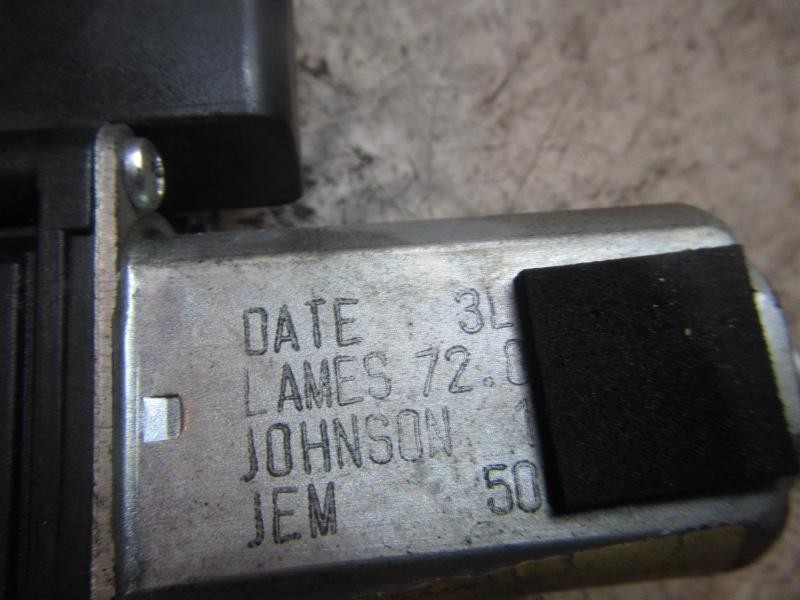 DATE 3L
LAMES 72.0
JOHNSON 1
JEM 50